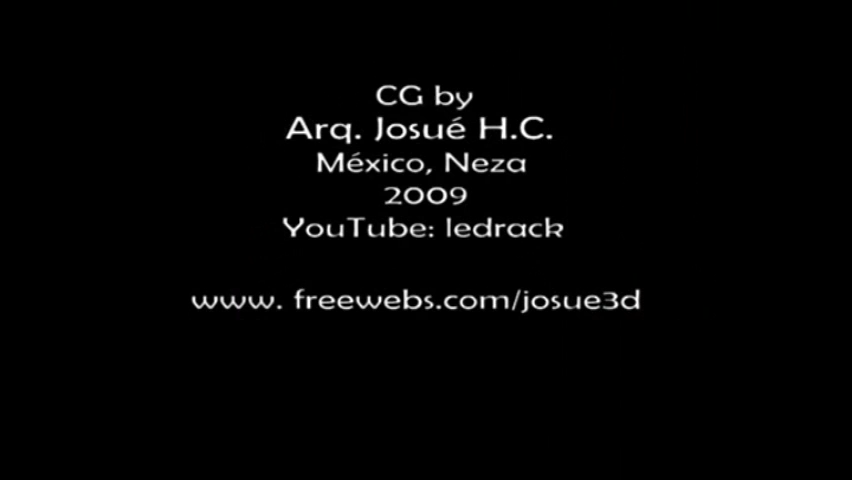 CG by
Arq. Josué H.C.
México, Neza
2009
YouTube: ledrack
www. freewebs.com/josue3d